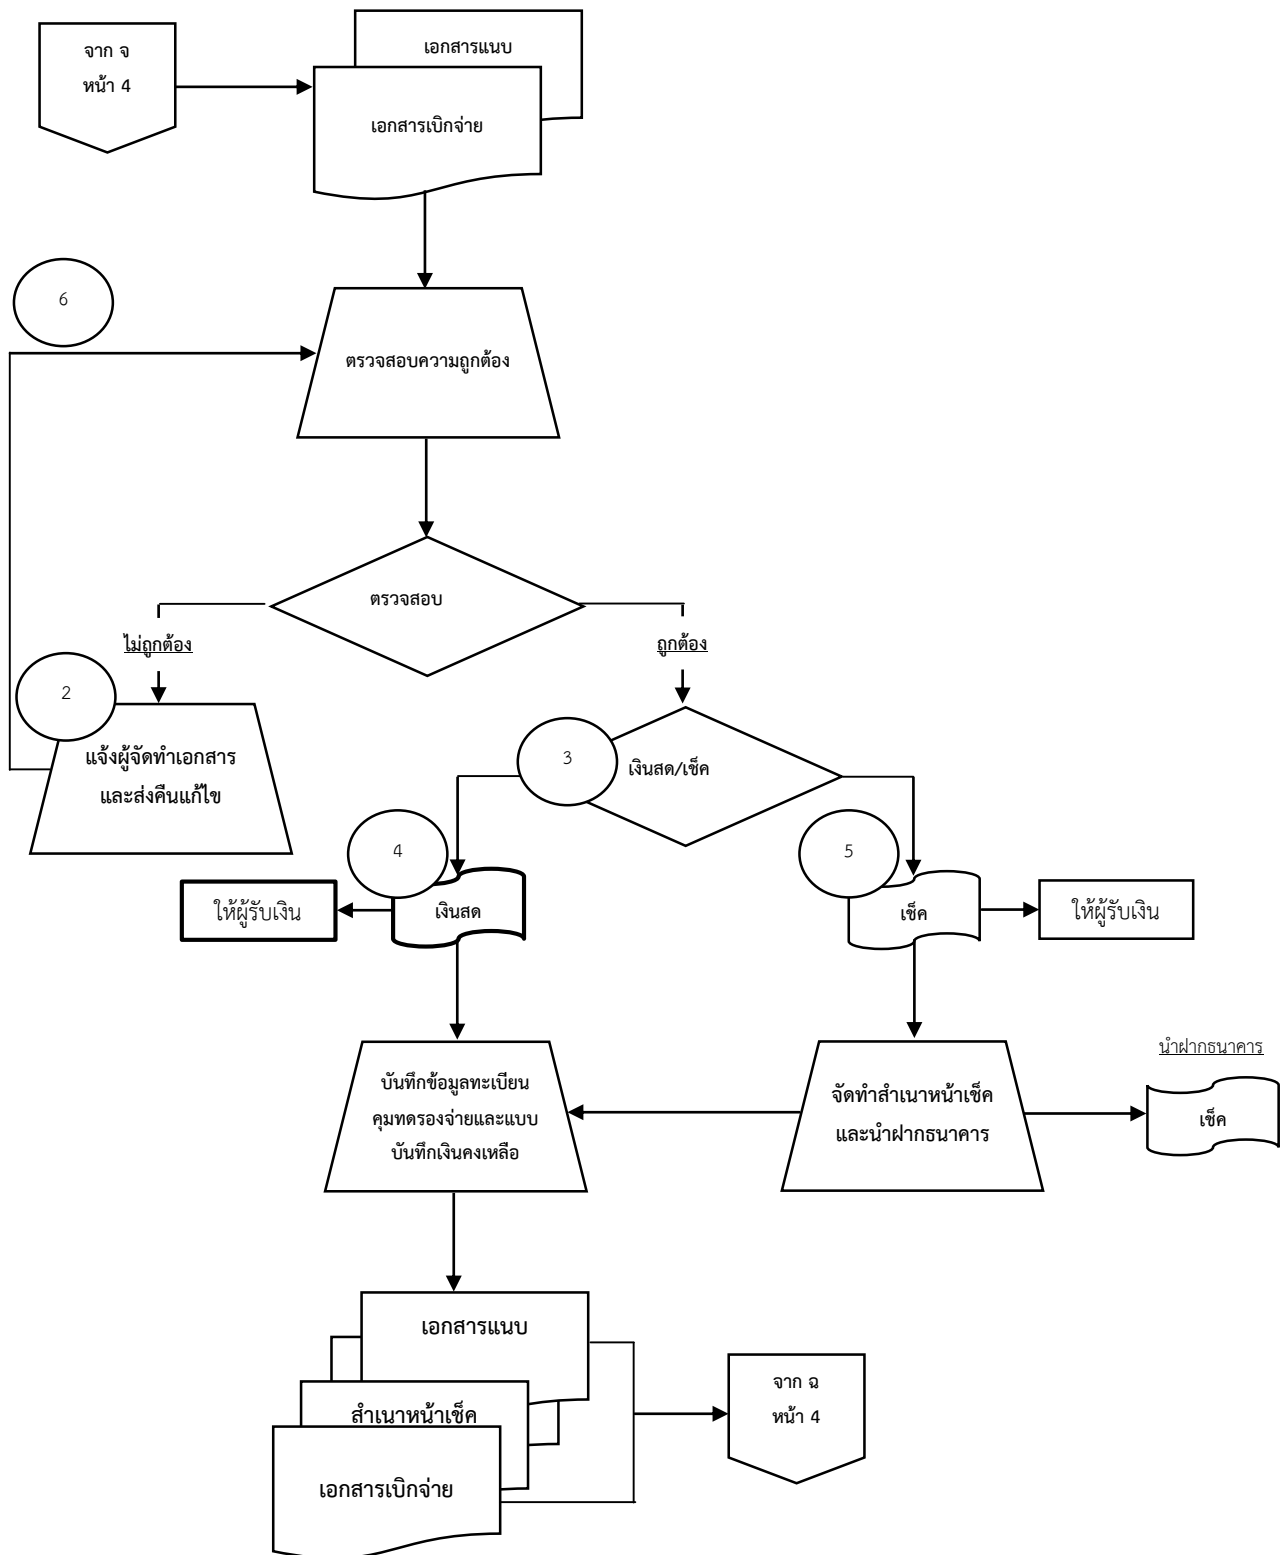 จาก จ
หน้า 4
เอกสารแนบ
เอกสารเบิกจ่าย
6
ตรวจสอบความถูกต้อง
ตรวจสอบ
ไม่ถูกต้อง
ถูกต้อง
2
แจ้งผู้จัดทำเอกสาร
และส่งคืนแก้ไข
3
เงินสด/เช็ค
4
5
ให้ผู้รับเงิน
เงินสด
เช็ค
ให้ผู้รับเงิน
นำฝากธนาคาร
บันทึกข้อมูลทะเบียน
คุมทดรองจ่ายและแบบ
บันทึกเงินคงเหลือ
จัดทำสำเนาหน้าเช็ค
และนำฝากธนาคาร
เช็ค
เอกสารแนบ
สำเนาหน้าเช็ค
เอกสารเบิกจ่าย
จาก ฉ
หน้า 4